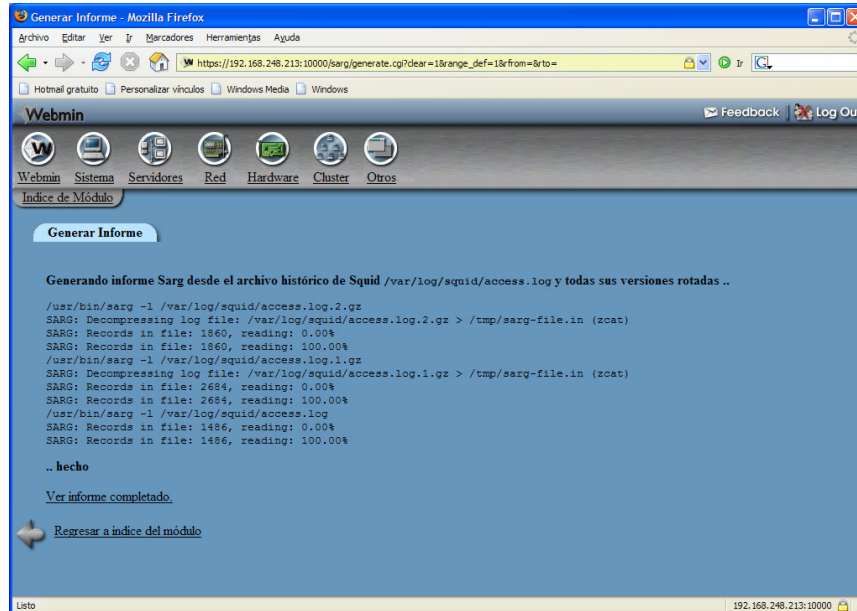 Generar Informe - Mozilla Firefox
Archivo Editar Ver Ir Marcadores Herramientas Ayuda
https://192.168.248.213:10000/sarg/generate.cgi?clear=1&range_def=1&rfrom=&rto= Ir G
Hotmail gratuito Personalizar vínculos Windows Media Windows
Webmin Feedback Log Ou
Webmin Sistema Servidores Red Hardware Cluster Otros
Indice de Módulo
Generar Informe
Generando informe Sarg desde el archivo histórico de Squid /var/log/squid/access.log y todas sus versiones rotadas ..
/usr/bin/sarg -l /var/log/squid/access.log.2.gz
SARG: Decompressing log file: /var/log/squid/access.log.2.gz > /tmp/sarg-file.in (zcat)
SARG: Records in file: 1860, reading: 0.00%
SARG: Records in file: 1860, reading: 100.00%
/usr/bin/sarg -l /var/log/squid/access.log.1.gz
SARG: Decompressing log file: /var/log/squid/access.log.1.gz > /tmp/sarg-file.in (zcat)
SARG: Records in file: 2684, reading: 0.00%
SARG: Records in file: 2684, reading: 100.00%
/usr/bin/sarg -l /var/log/squid/access.log
SARG: Records in file: 1486, reading: 0.00%
SARG: Records in file: 1486, reading: 100.00%
.. hecho
Ver informe completado.
Regresar a índice del módulo
Listo 192.168.248.213:10000